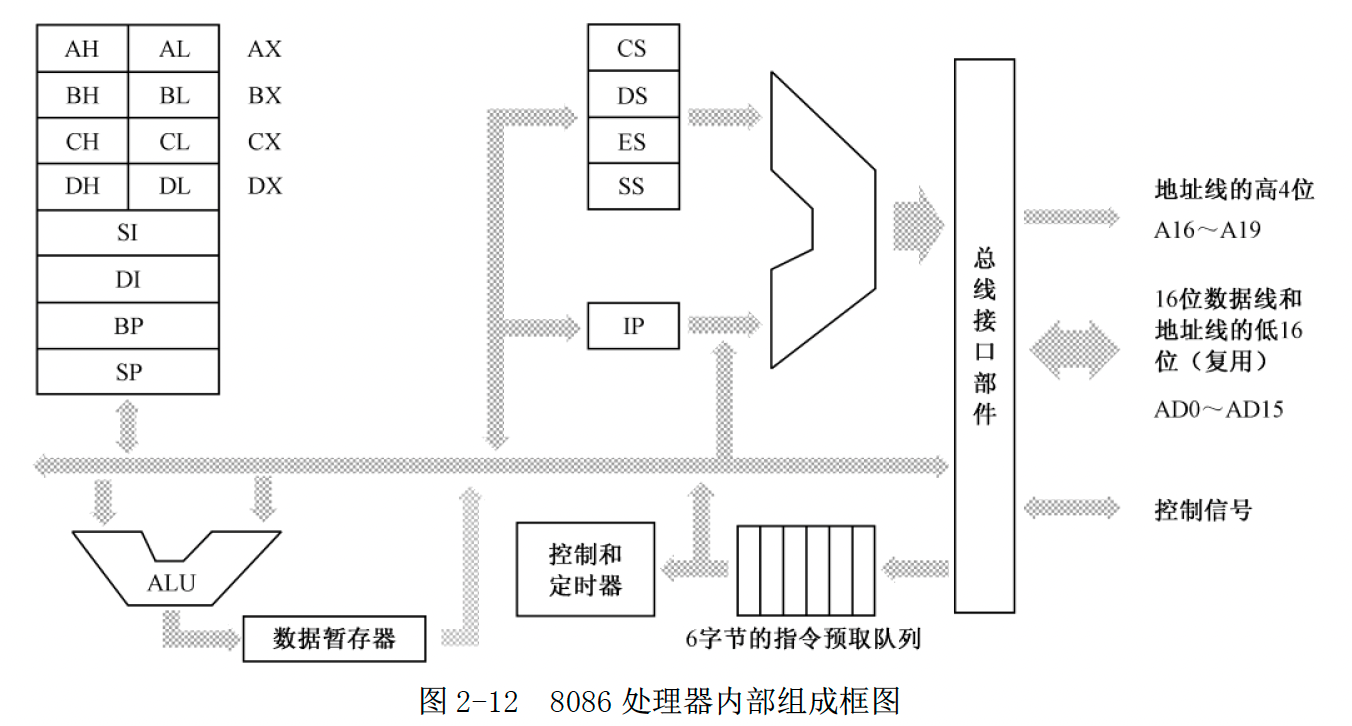 AH AL AX
BH BL BX
CH CL CX
DH DL DX
SI
DI
BP
SP
CS
DS
ES
SS
IP
总线接口部件
地址线的高4位
A16～A19
16位数据线和
地址线的低16
位（复用）
AD0～AD15
控制信号
ALU
数据暂存器
控制和
定时器
6字节的指令预取队列
图 2-12 8086 处理器内部组成框图